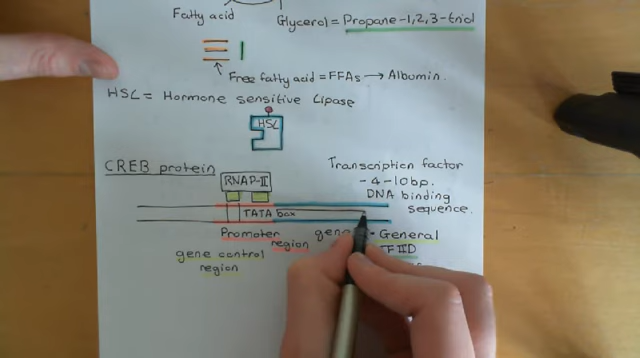 Fatty acid
Glycerol = Propane-1,2,3-triol
Free fatty acid = FFAs → Albumin.
HSL = Hormone sensitive Lipase
HSL
CREB protein
RNAP-II
Transcription factor
- 4-10bp.
DNA binding
sequence.
TATA box
Promoter
region
gene control
region
General